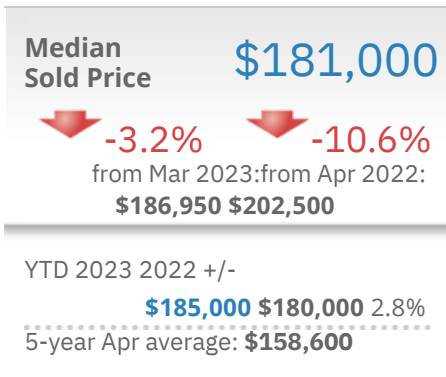 Median
Sold Price
$181,000
-3.2% -10.6%
from Mar 2023:from Apr 2022:
$186,950 $202,500
YTD 2023 2022 +/-
$185,000 $180,000 2.8%
5-year Apr average: $158,600